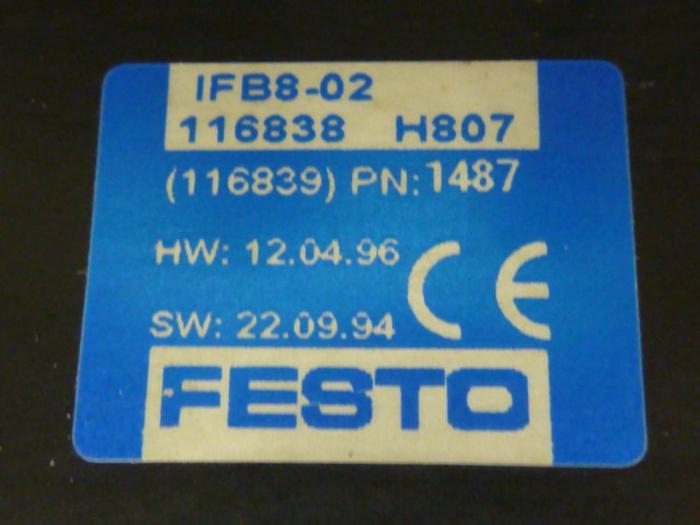 IFB8-02
116838 H807
(116839) PN:1487
HW: 12.04.96
CE
SW: 22.09.94
FESTO